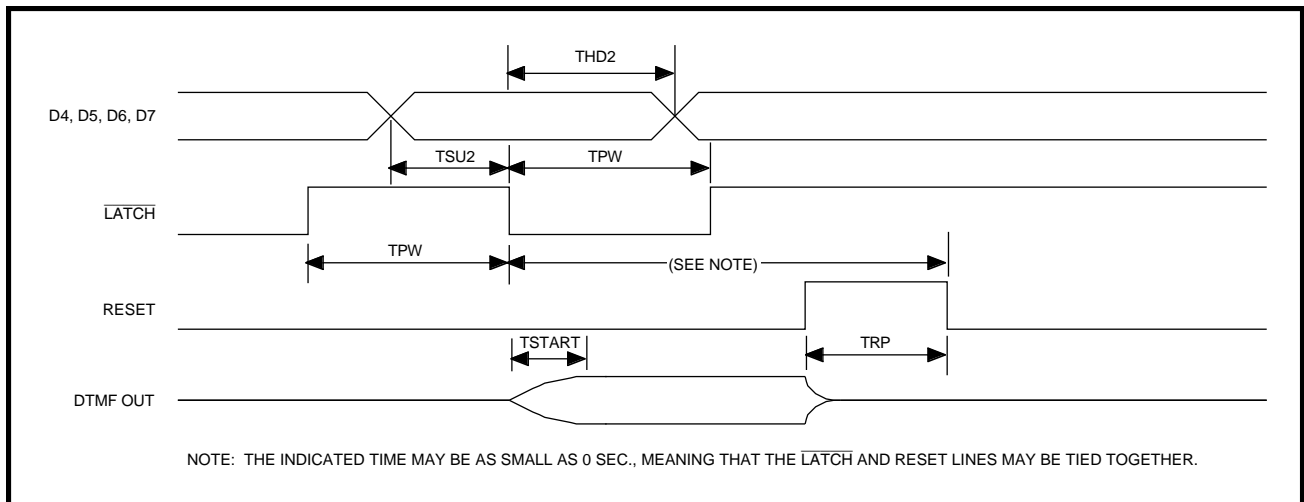 THD2
D4, D5, D6, D7
TSU2 TPW
LATCH
TPW (SEE NOTE)
RESET
TSTART TRP
DTMF OUT
NOTE: THE INDICATED TIME MAY BE AS SMALL AS 0 SEC., MEANING THAT THE LATCH AND RESET LINES MAY BE TIED TOGETHER.